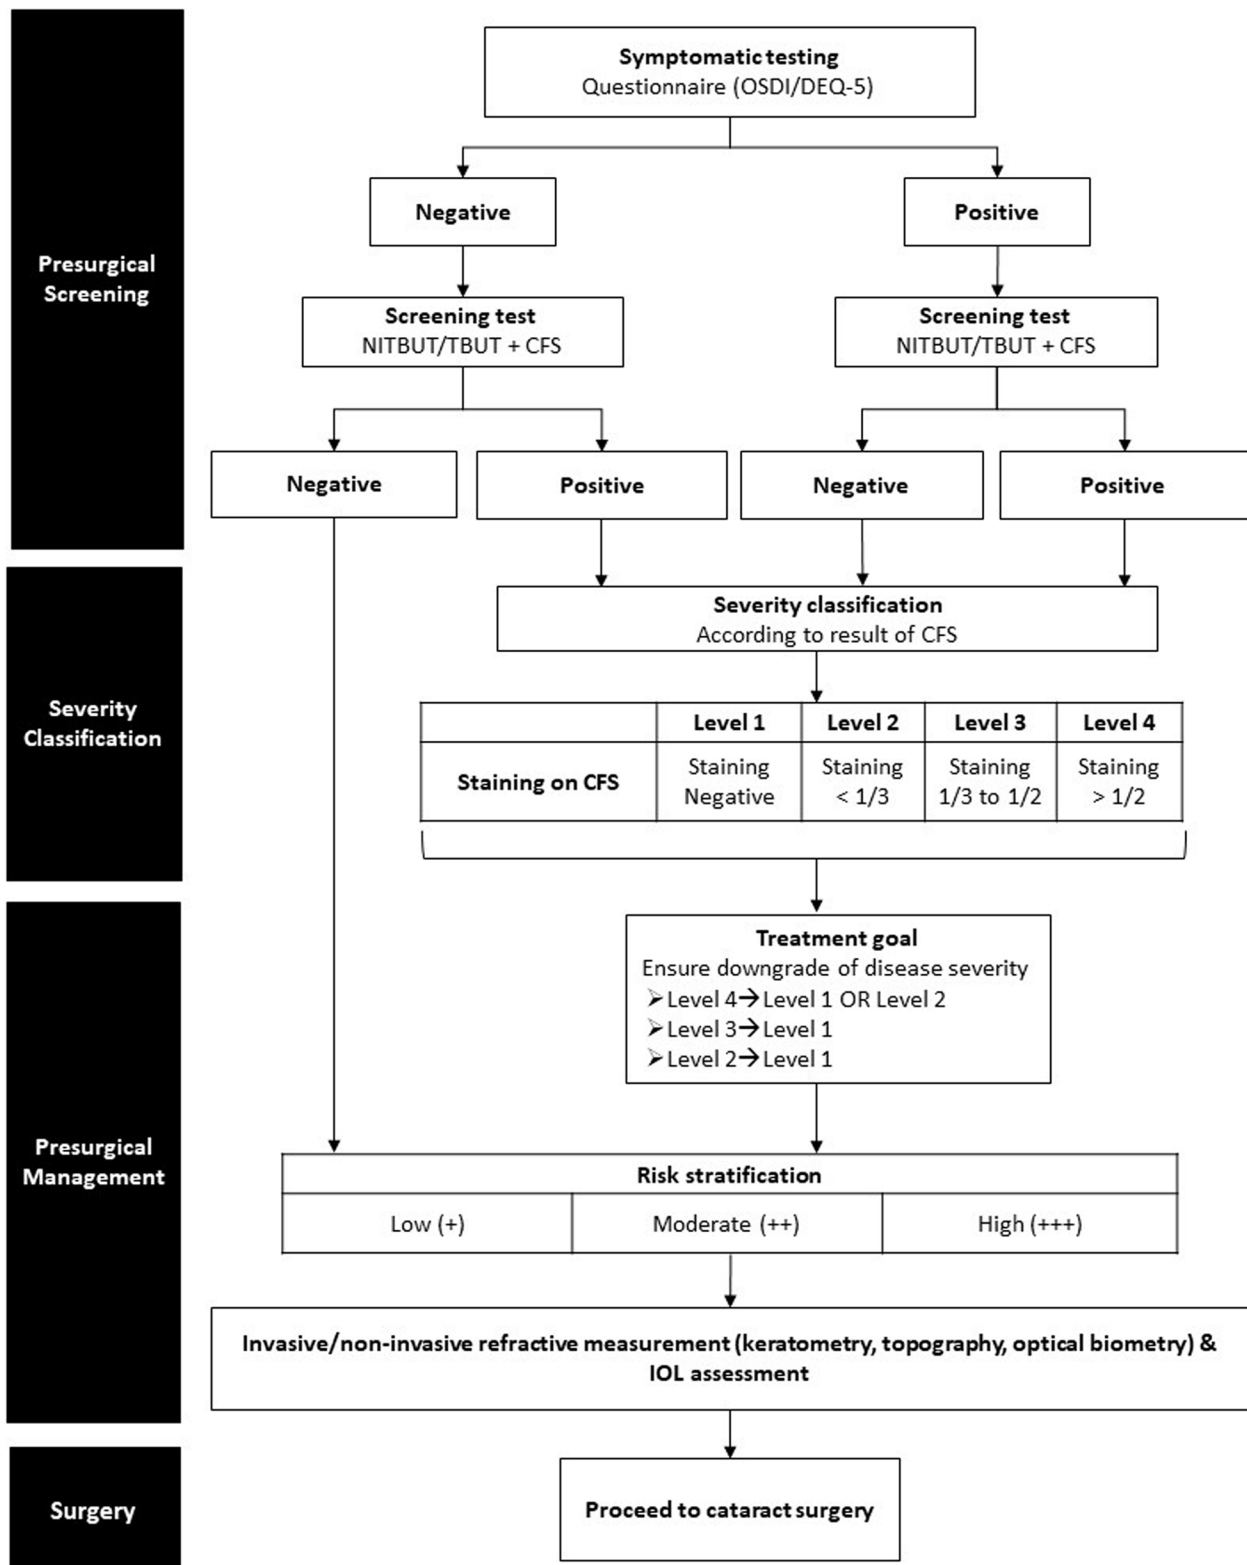 Presurgical
Screening
Symptomatic testing
Questionnaire (OSDI/DEQ-5)
Negative
Positive
Screening test
NITBUT/TBUT + CFS
Screening test
NITBUT/TBUT + CFS
Negative
Positive
Negative
Positive
Severity
Classification
Severity classification
According to result of CFS
Level 1
Level 2
Level 3
Level 4
Staining on CFS
Staining
Negative
Staining
< 1/3
Staining
1/3 to 1/2
Staining
> 1/2
Presurgical
Management
Treatment goal
Ensure downgrade of disease severity
➢Level 4→Level 1 OR Level 2
➢Level 3→Level 1
➢Level 2→Level 1
Risk stratification
Low (+)
Moderate (++)
High (+++)
Invasive/non-invasive refractive measurement (keratometry, topography, optical biometry) &
IOL assessment
Surgery
Proceed to cataract surgery